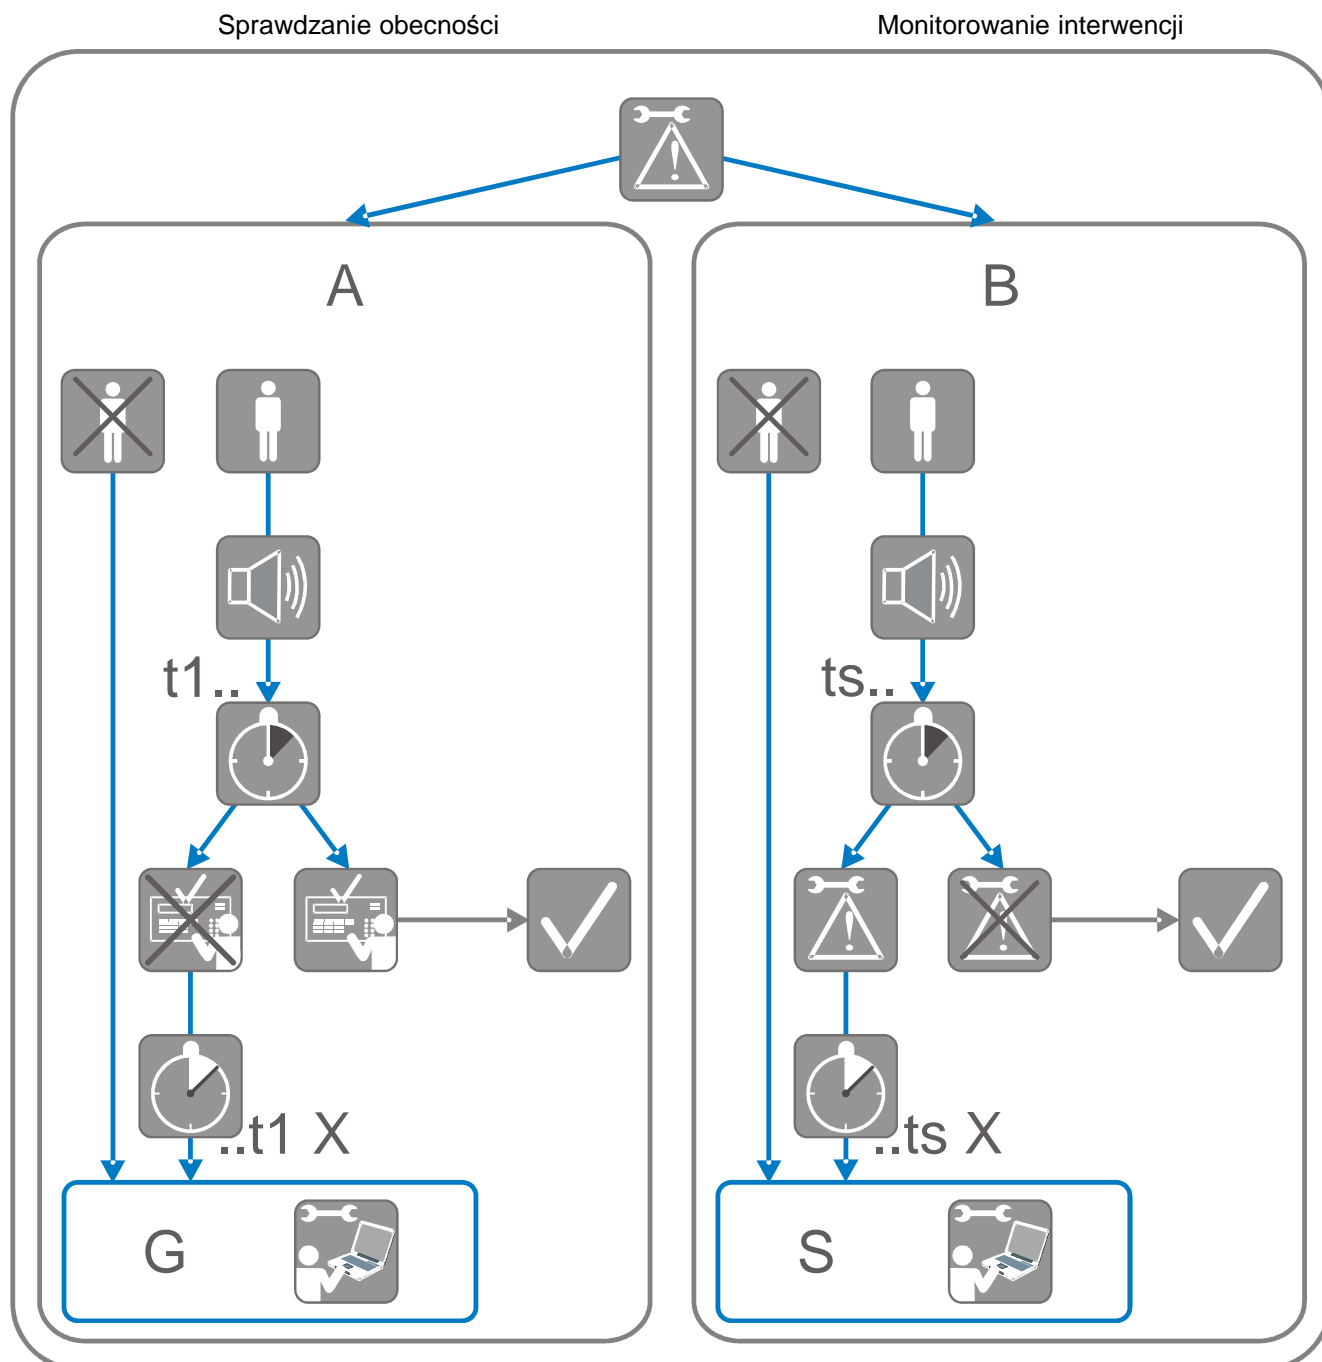 Sprawdzanie obecności
Monitorowanie interwencji
A
B
t1..
ts..
..t1 X
..ts X
G
S